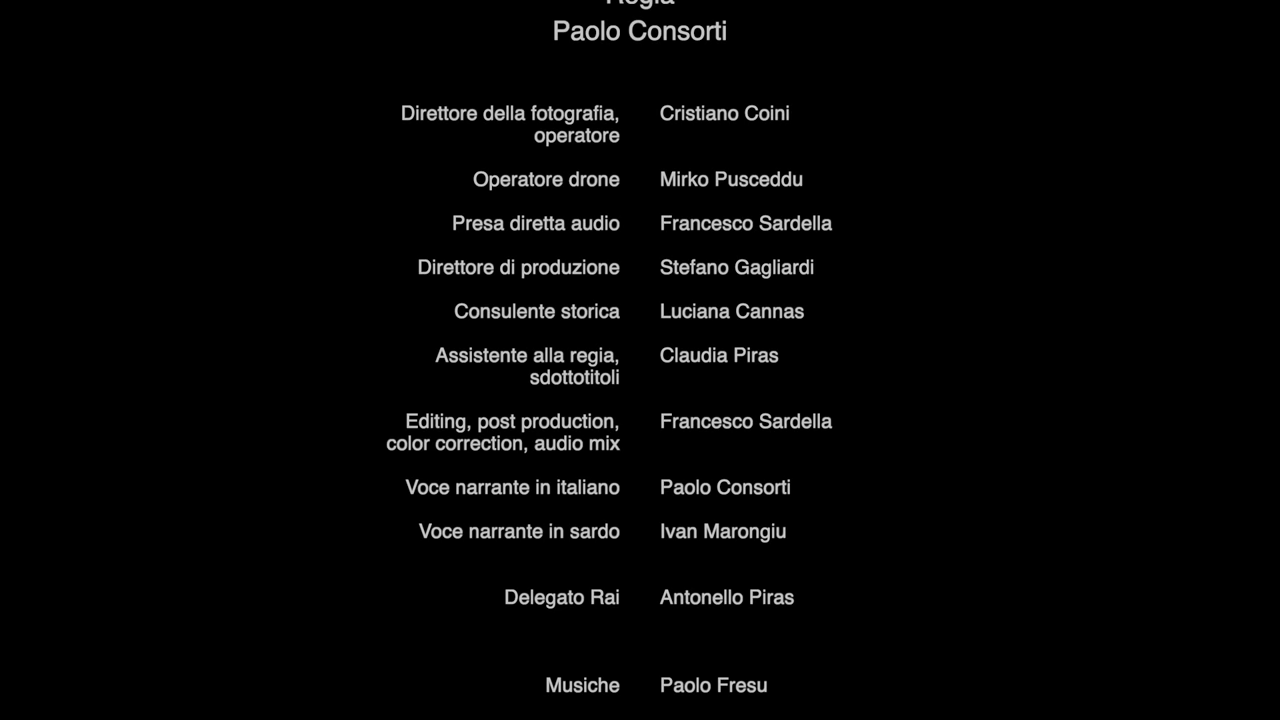 Regia
Paolo Consorti
Direttore della fotografia, Cristiano Coini
operatore
Operatore drone Mirko Pusceddu
Presa diretta audio Francesco Sardella
Direttore di produzione Stefano Gagliardi
Consulente storica Luciana Cannas
Assistente alla regia, Claudia Piras
sdottotitoli
Editing, post production, Francesco Sardella
color correction, audio mix
Voce narrante in italiano Paolo Consorti
Voce narrante in sardo Ivan Marongiu
Delegato Rai Antonello Piras
Musiche Paolo Fresu